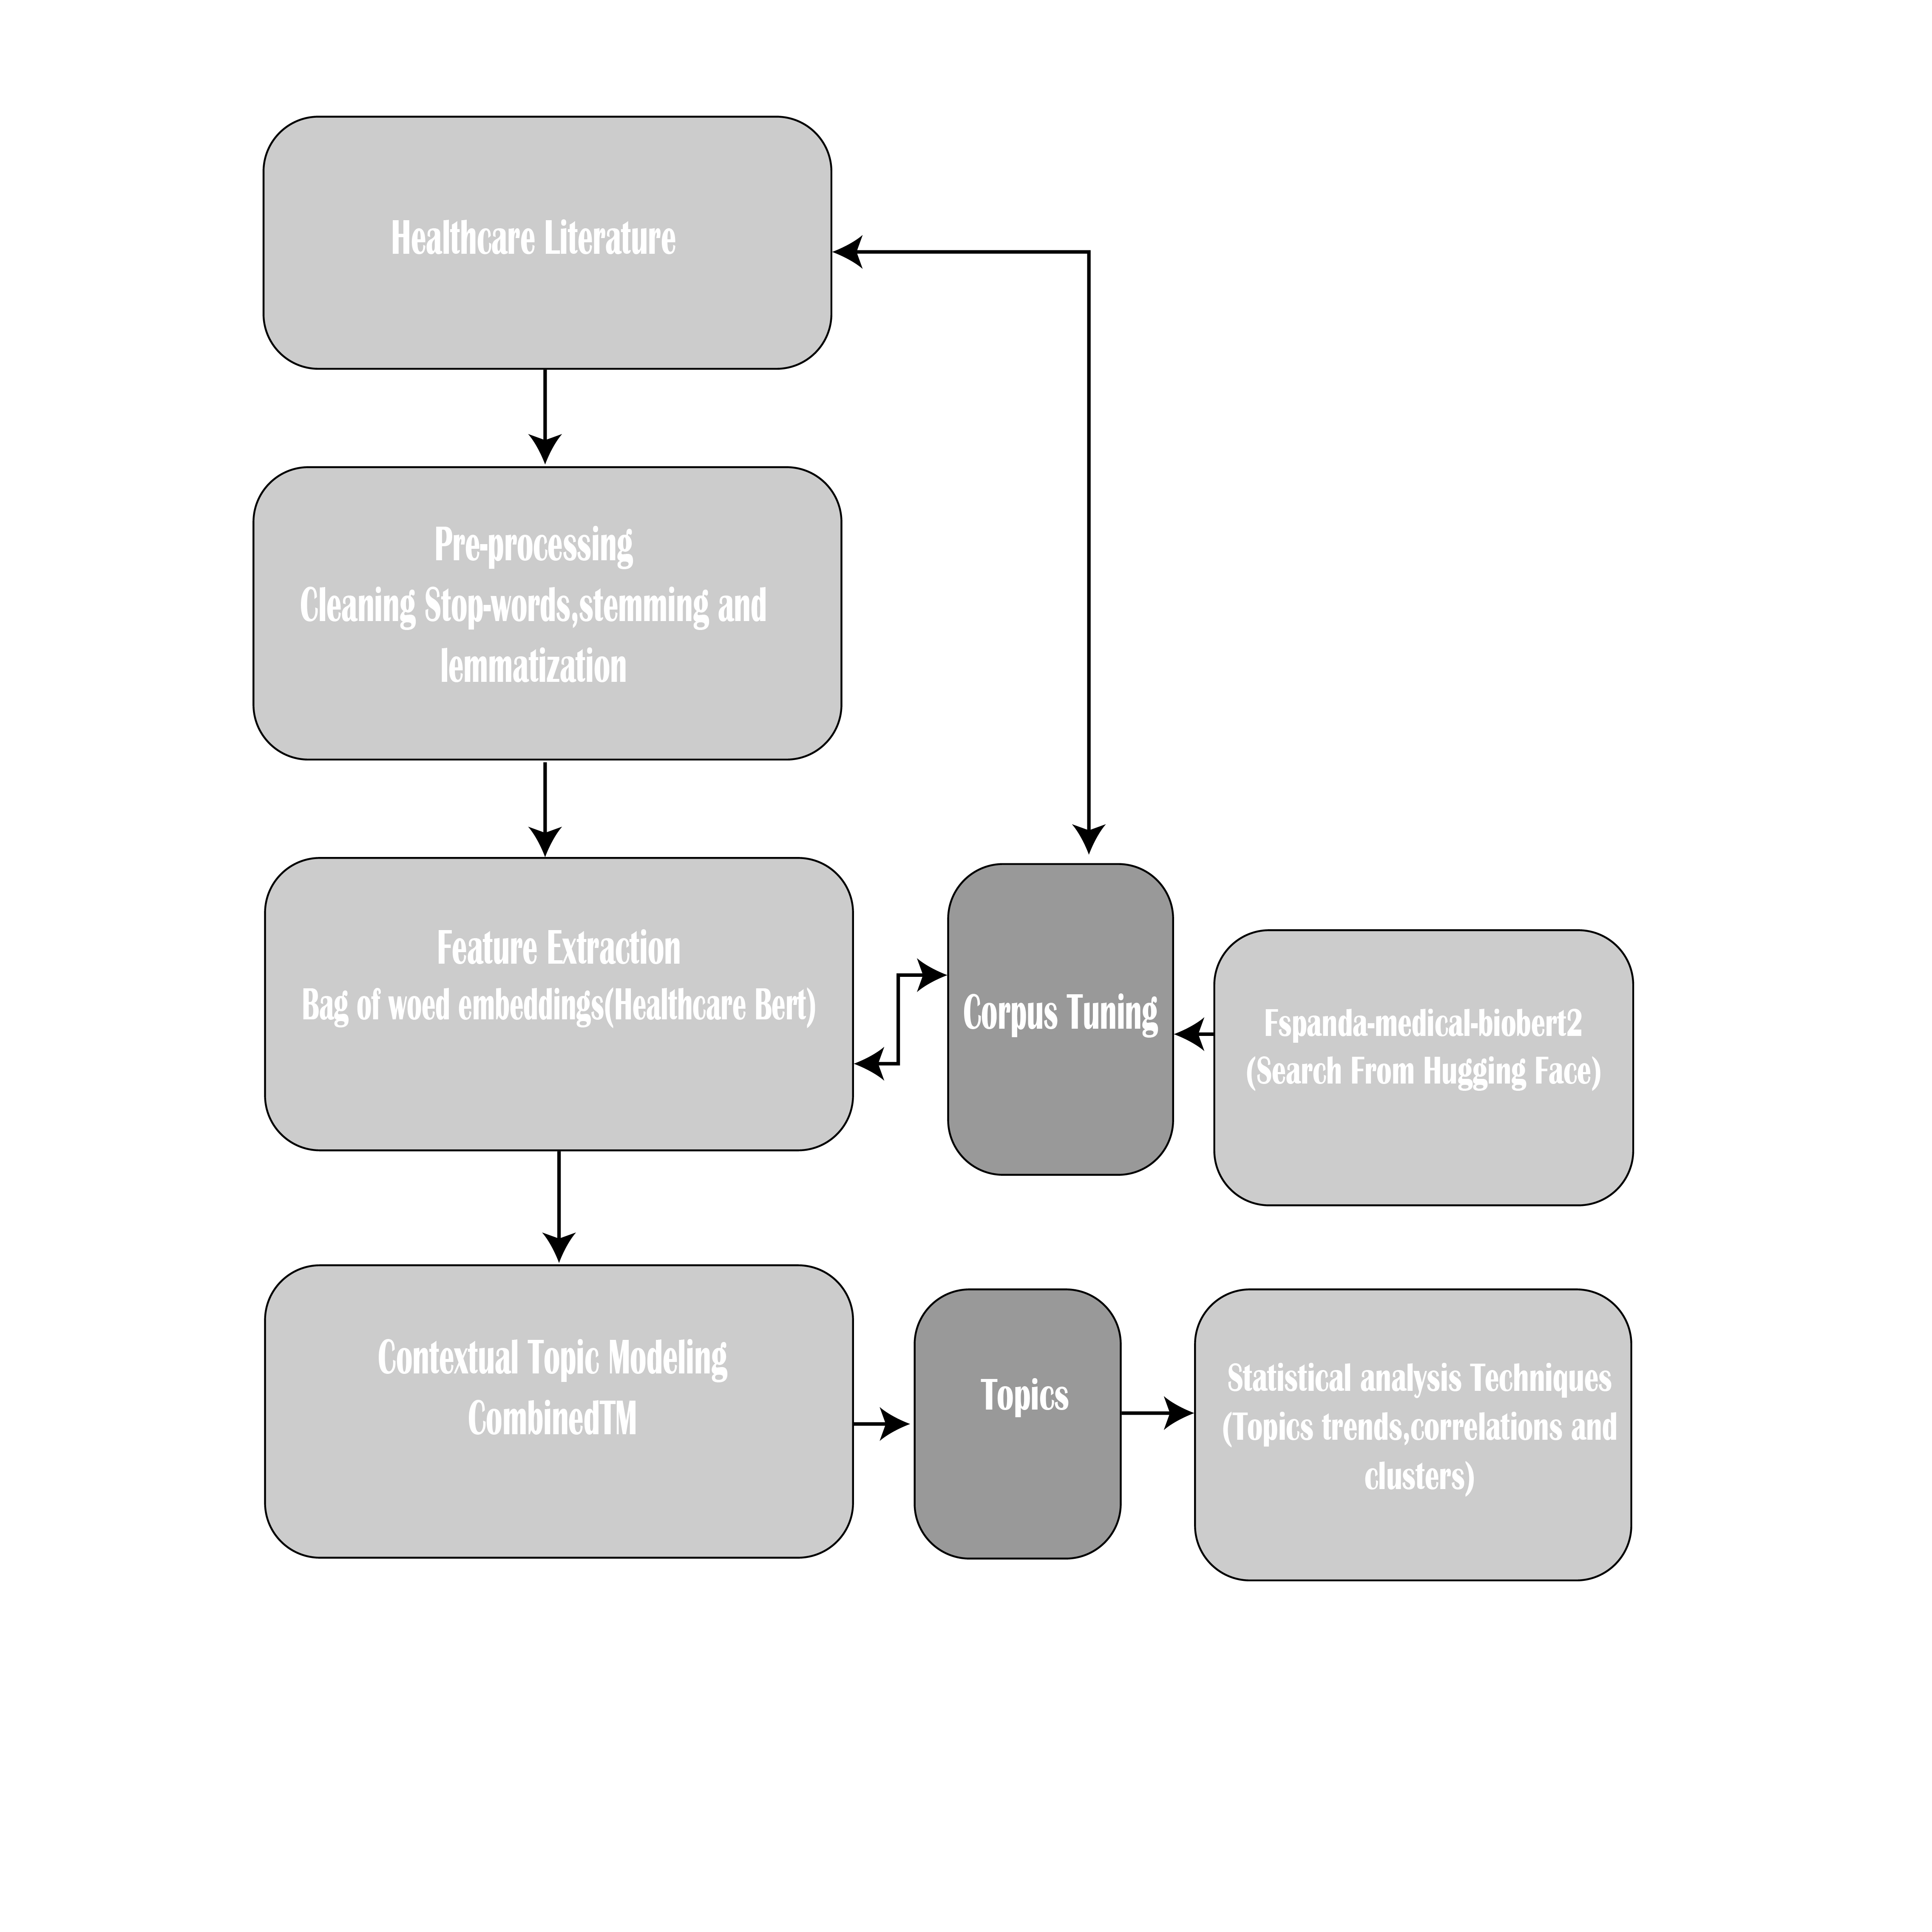 Healthcare Literature
Pre-processing
Cleaning Stop-words,stemming and
lemmatization
Feature Extraction
Bag of wood embeddings(Healthcare Bert)
Corpus Tuning
Fspanda-medical-biobert2
(Search From Hugging Face)
Contextual Topic Modeling
CombinedTM
Topics
Statistical analysis Techniques
(Topics trends,correlations and
clusters)